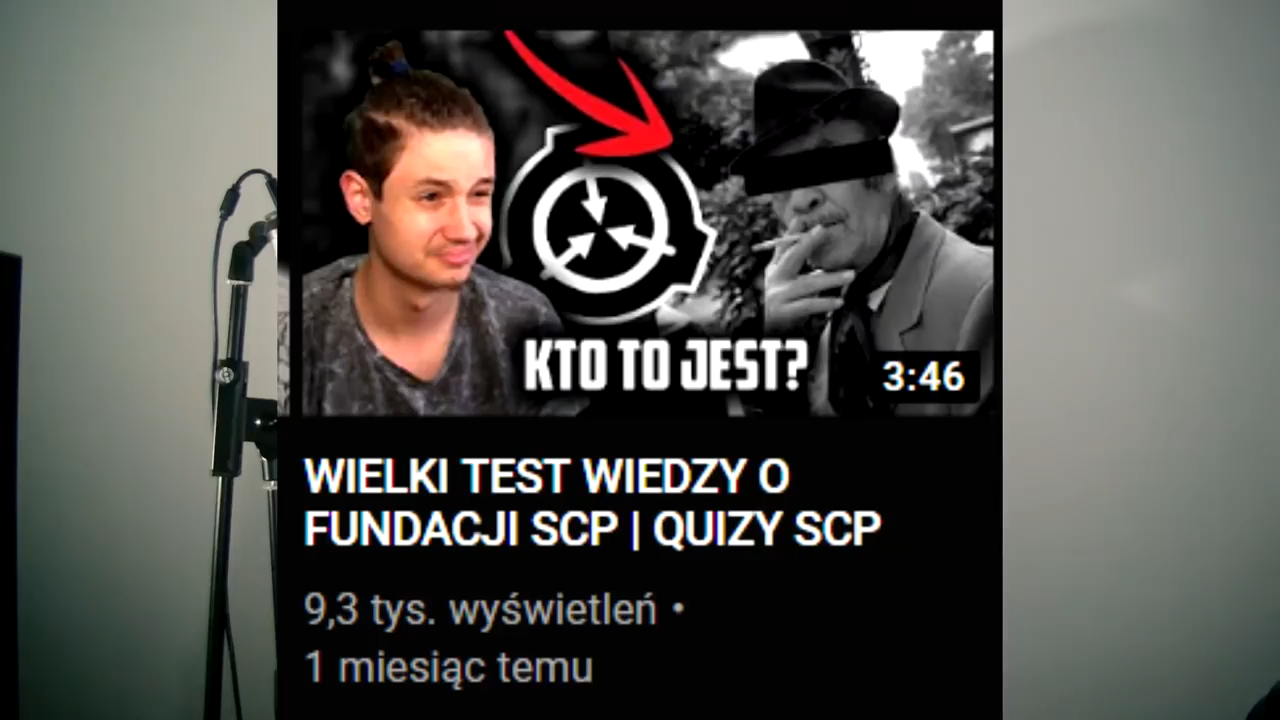 KTO TO JEST?
3:46
WIELKI TEST WIEDZY O
FUNDACJI SCP | QUIZY SCP
9,3 tys. wyświetleń •
1 miesiąc temu